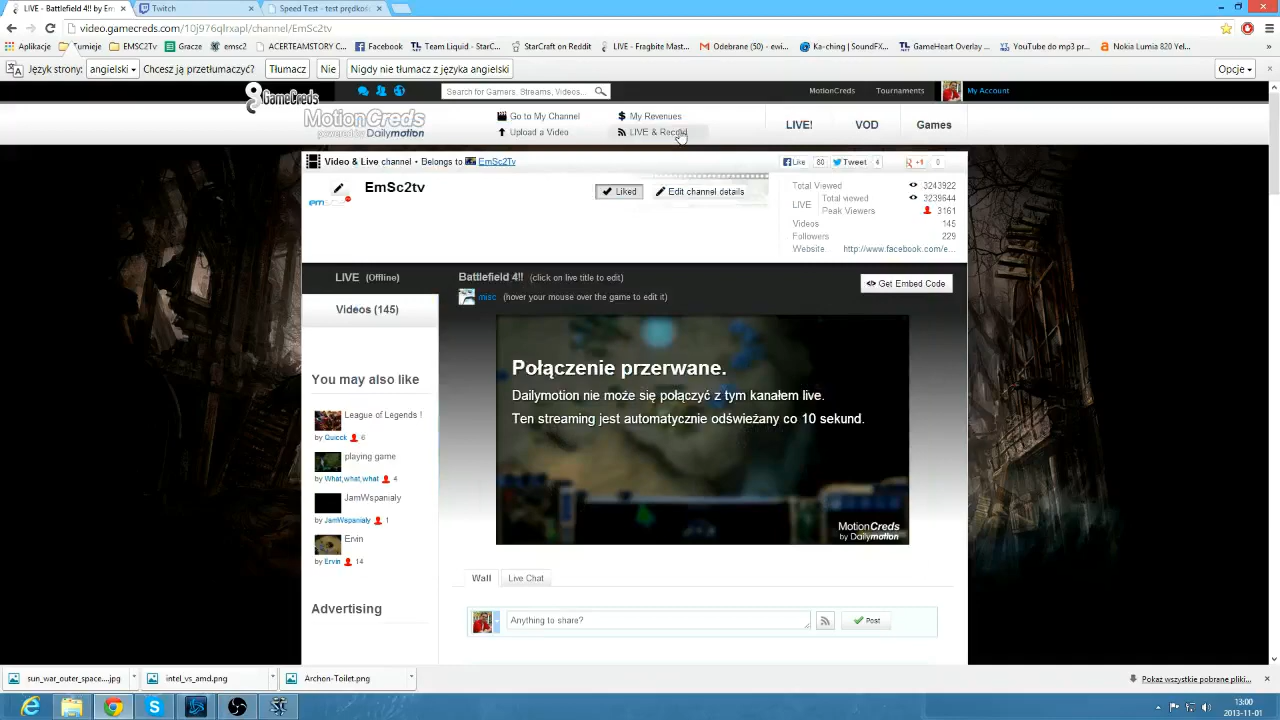 LIVE - Battlefield 4!! by Em
Twitch
Speed Test - test prędkośc
video.gamecreds.com/10j976qlrxapl/channel/EmSc2tv
Aplikacje
Turnieje
EMSC2TV
Gracze
emsc2
ACERTEAMSTORY C...
Facebook
Team Liquid - StarC...
StarCraft on Reddit
LIVE - Fragbite Mast...
Odebrane (50) - ewi...
Ka-ching | SoundFX...
GameHeart Overlay ...
YouTube do mp3 pr...
Nokia Lumia 820 Yel...
Język strony:
angielski
Chcesz ją przetłumaczyć?
Tłumacz
Nie
Nigdy nie tłumacz z języka angielski
Opcje
GameCreds
Search for Gamers, Streams, Videos...
MotionCreds
Tournaments
My Account
MotionCreds
powered by Dailymotion
Go to My Channel
My Revenues
Upload a Video
LIVE & Record
LIVE!
VOD
Games
Video & Live channel • Belongs to EmSc2Tv
Like 80
Tweet 4
+1 0
EmSc2tv
Liked
Edit channel details
Total Viewed 3243922
LIVE
Total viewed 3239644
Peak Viewers 3161
Videos 145
Followers 229
Website http://www.facebook.com/e...
LIVE (Offline)
Battlefield 4!! (click on live title to edit)
Get Embed Code
misc (hover your mouse over the game to edit it)
Videos (145)
Połączenie przerwane.
Dailymotion nie może się połączyć z tym kanałem live.
Ten streaming jest automatycznie odświeżany co 10 sekund.
MotionCreds
by Dailymotion
You may also like
League of Legends !
by Quicck 6
playing game
by What,what,what 4
JamWspanialy
by JamWspanialy 1
Ervin
by Ervin 14
Advertising
Wall
Live Chat
Anything to share?
Post
sun_war_outer_space....jpg
intel_vs_amd.png
Archon-Toilet.png
Pokaż wszystkie pobrane pliki...
13:00
2013-11-01